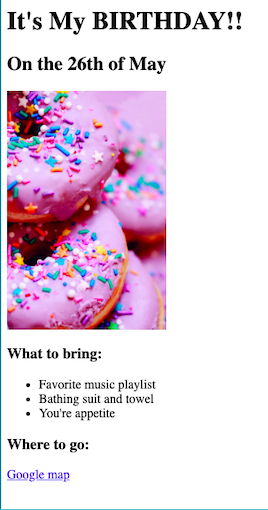 It's My BIRTHDAY!!
On the 26th of May
What to bring:
Favorite music playlist
Bathing suit and towel
You're appetite
Where to go:
Google map